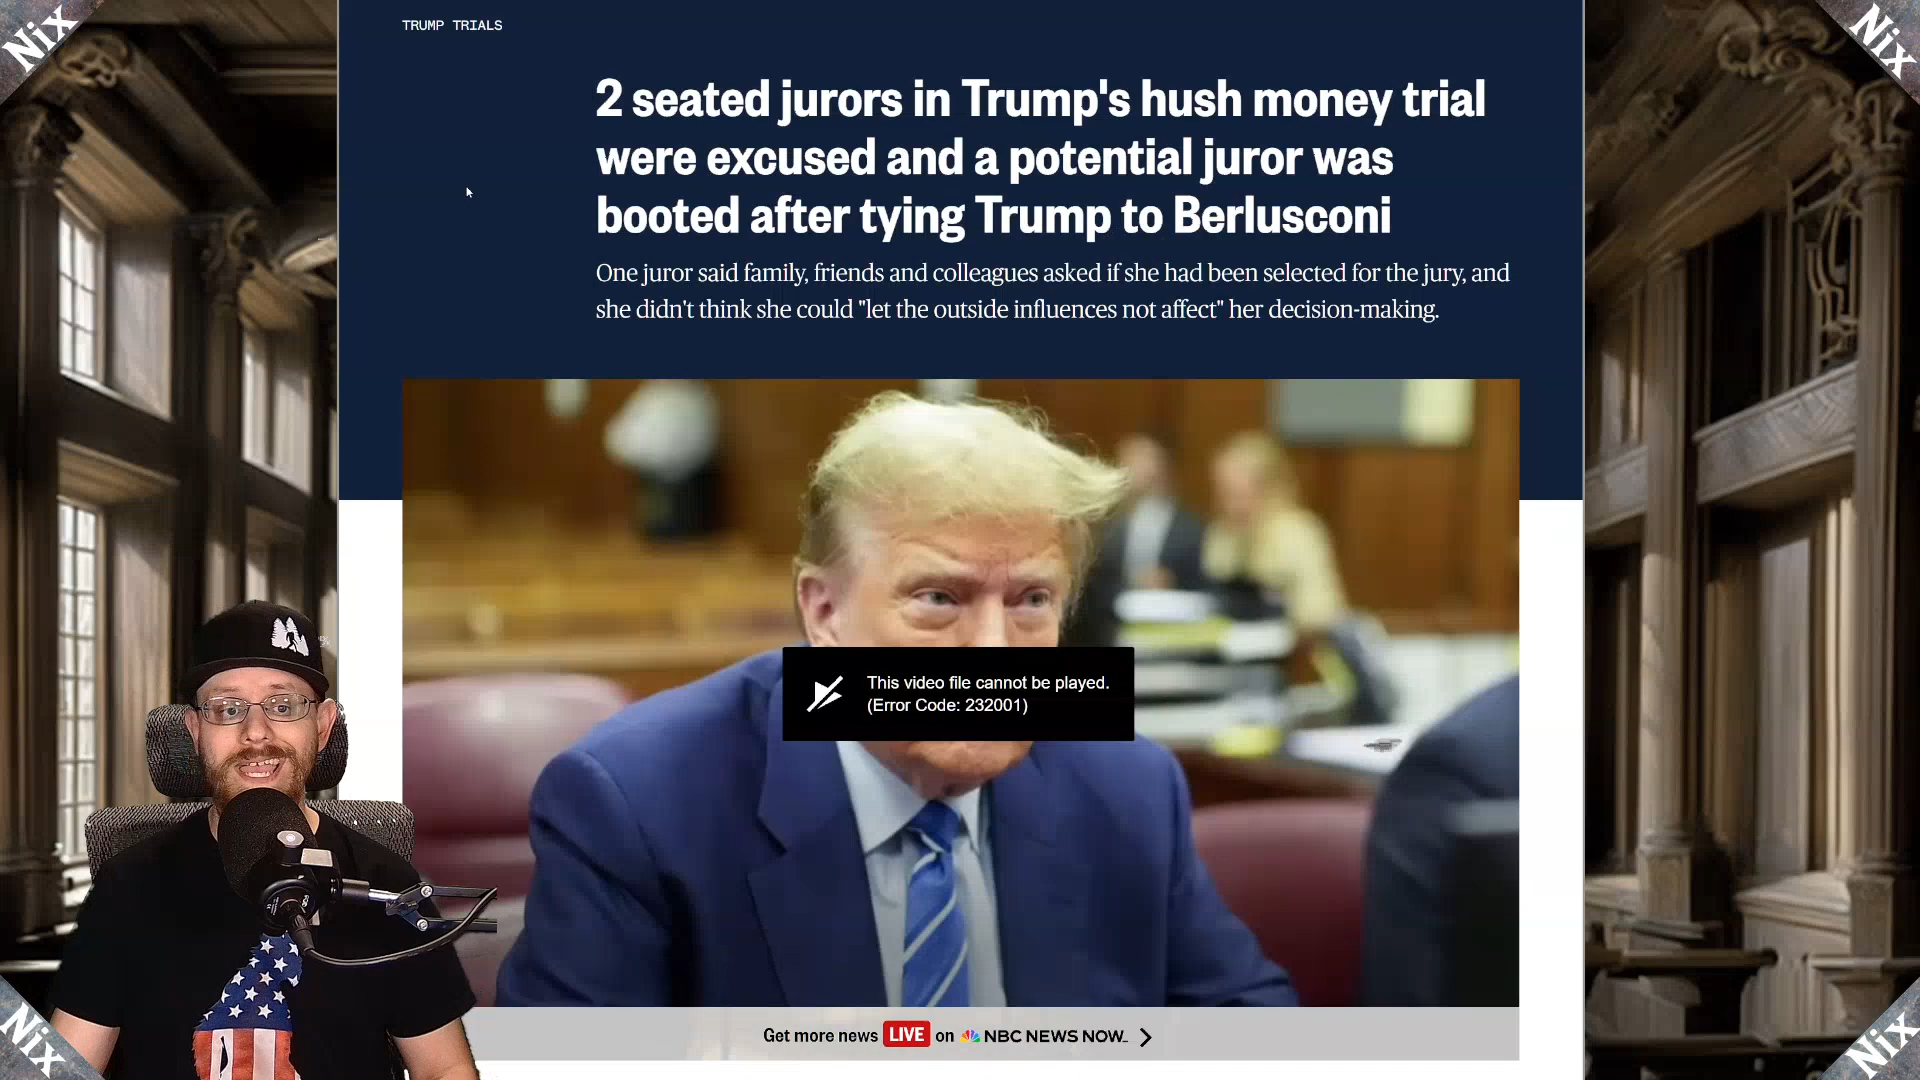 Nix
Nix
TRUMP TRIALS
2 seated jurors in Trump's hush money trial
were excused and a potential juror was
booted after tying Trump to Berlusconi
One juror said family, friends and colleagues asked if she had been selected for the jury, and
she didn't think she could "let the outside influences not affect" her decision-making.
This video file cannot be played.
(Error Code: 232001)
Get more news LIVE on NBC NEWS NOW
Nix
Nix